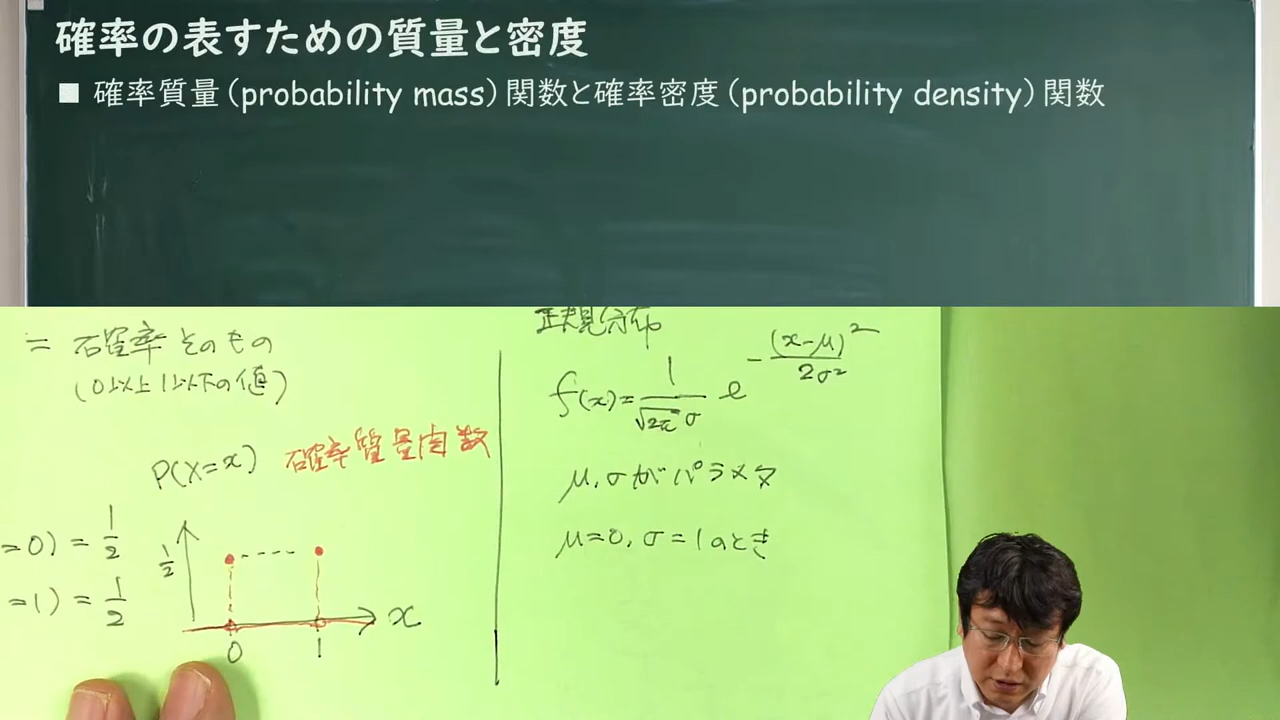 確率の表すための質量と密度
■ 確率質量（probability mass）関数と確率密度（probability density）関数
= 確率そのもの
(0以上1以下の値)
P(X=x) 確率質量関数
=0) = 1/2
=1) = 1/2
1/2
x
0 1
正規分布
f(x)= 1/√2π σ e -(x-μ)²/2σ²
μ, σがパラメタ
μ=0, σ=1のとき